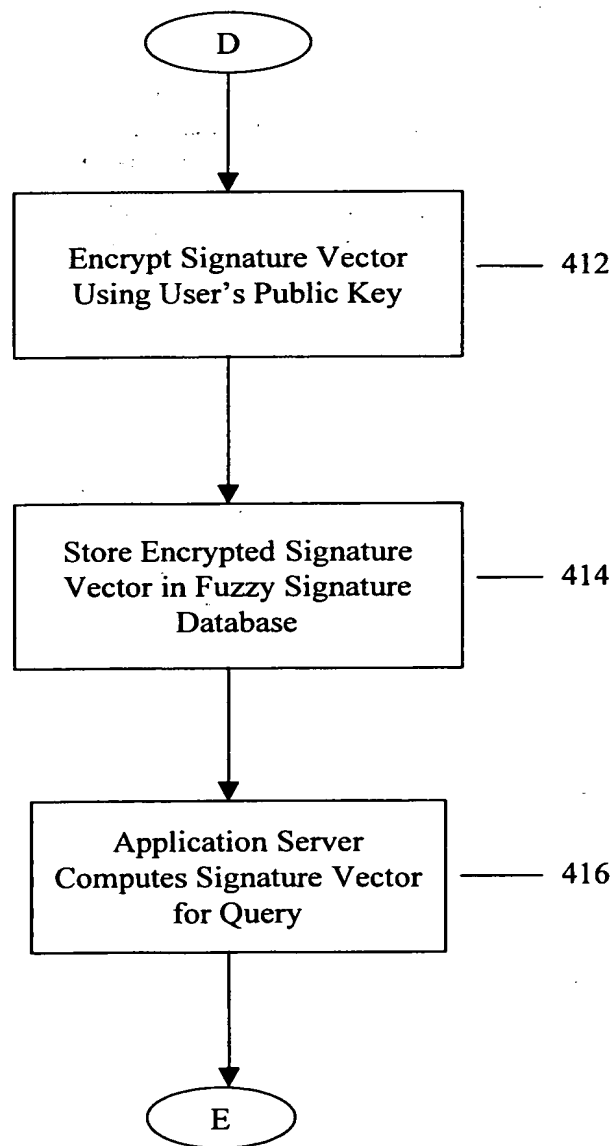 D
Encrypt Signature Vector
Using User's Public Key
412
Store Encrypted Signature
Vector in Fuzzy Signature
Database
414
Application Server
Computes Signature Vector
for Query
416
E